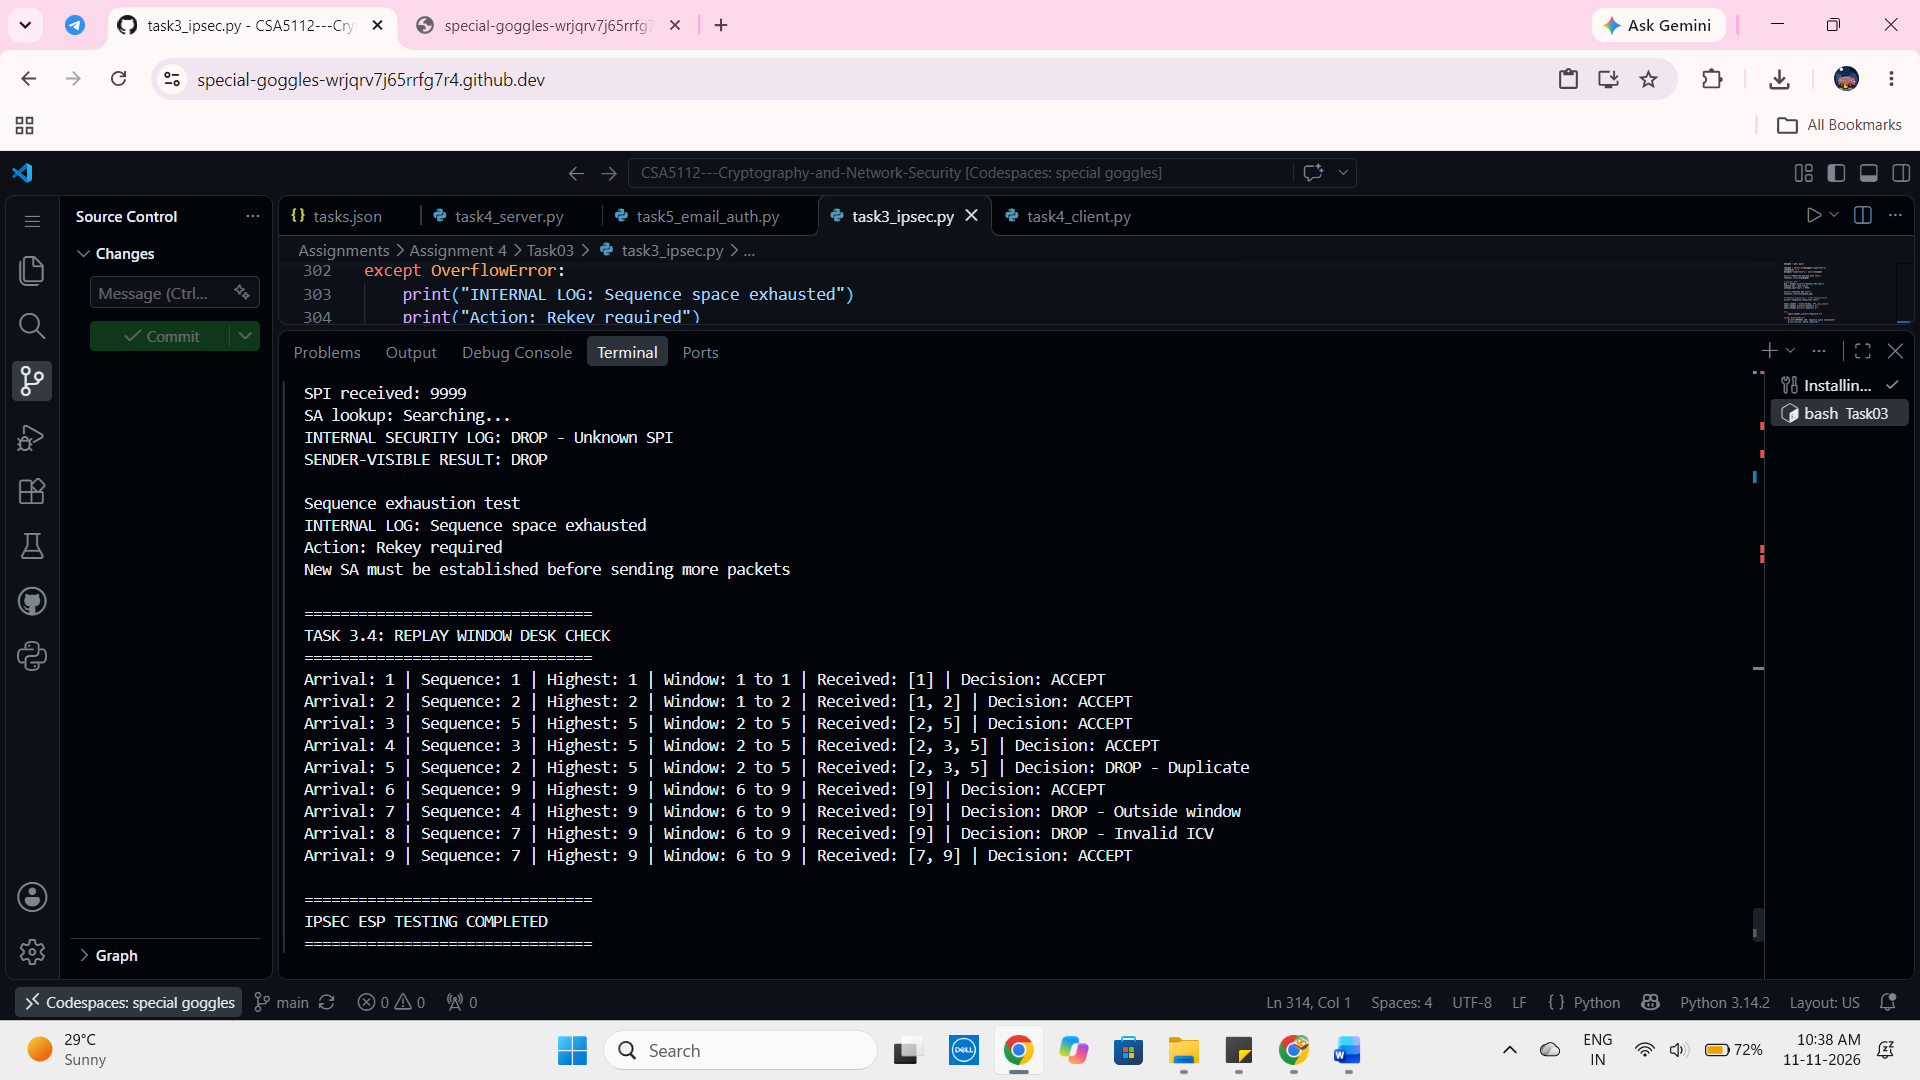 task3_ipsec.py - CSA5112---Cry
special-goggles-wrjqrv7j65rrfg7
Ask Gemini
special-goggles-wrjqrv7j65rrfg7r4.github.dev
All Bookmarks
CSA5112---Cryptography-and-Network-Security [Codespaces: special goggles]
Source Control
Changes
Message (Ctrl...
Commit
Graph
{} tasks.json
task4_server.py
task5_email_auth.py
task3_ipsec.py
task4_client.py
Assignments > Assignment 4 > Task03 > task3_ipsec.py > ...
302 except OverflowError:
303 print("INTERNAL LOG: Sequence space exhausted")
304 print("Action: Rekey required")
Problems Output Debug Console Terminal Ports
Installin...
bash Task03
SPI received: 9999
SA lookup: Searching...
INTERNAL SECURITY LOG: DROP - Unknown SPI
SENDER-VISIBLE RESULT: DROP
Sequence exhaustion test
INTERNAL LOG: Sequence space exhausted
Action: Rekey required
New SA must be established before sending more packets
================================
TASK 3.4: REPLAY WINDOW DESK CHECK
================================
Arrival: 1 | Sequence: 1 | Highest: 1 | Window: 1 to 1 | Received: [1] | Decision: ACCEPT
Arrival: 2 | Sequence: 2 | Highest: 2 | Window: 1 to 2 | Received: [1, 2] | Decision: ACCEPT
Arrival: 3 | Sequence: 5 | Highest: 5 | Window: 2 to 5 | Received: [2, 5] | Decision: ACCEPT
Arrival: 4 | Sequence: 3 | Highest: 5 | Window: 2 to 5 | Received: [2, 3, 5] | Decision: ACCEPT
Arrival: 5 | Sequence: 2 | Highest: 5 | Window: 2 to 5 | Received: [2, 3, 5] | Decision: DROP - Duplicate
Arrival: 6 | Sequence: 9 | Highest: 9 | Window: 6 to 9 | Received: [9] | Decision: ACCEPT
Arrival: 7 | Sequence: 4 | Highest: 9 | Window: 6 to 9 | Received: [9] | Decision: DROP - Outside window
Arrival: 8 | Sequence: 7 | Highest: 9 | Window: 6 to 9 | Received: [9] | Decision: DROP - Invalid ICV
Arrival: 9 | Sequence: 7 | Highest: 9 | Window: 6 to 9 | Received: [7, 9] | Decision: ACCEPT
================================
IPSEC ESP TESTING COMPLETED
================================
Codespaces: special goggles main 0 0 0 Ln 314, Col 1 Spaces: 4 UTF-8 LF {} Python Python 3.14.2 Layout: US
29°C
Sunny
Search
DELL
ENG
IN
72%
10:38 AM
11-11-2026